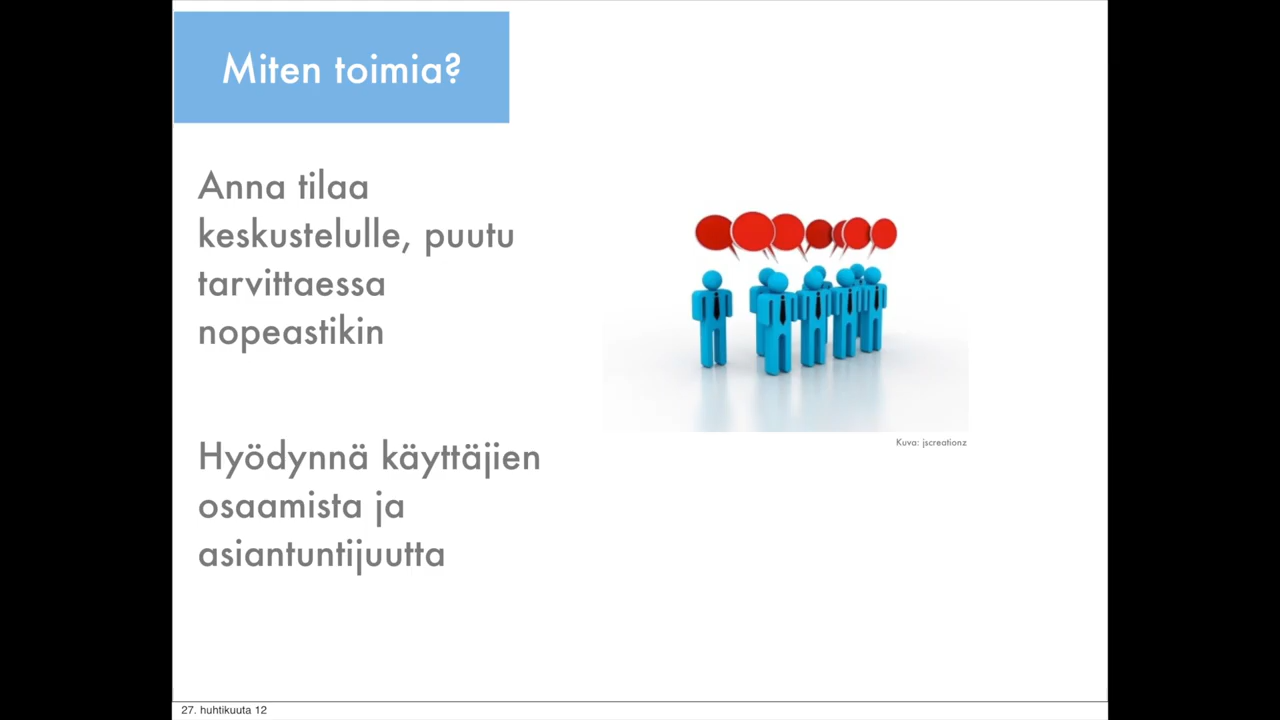 Miten toimia?
Anna tilaa
keskustelulle, puutu
tarvittaessa
nopeastikin
Hyödynnä käyttäjien
osaamista ja
asiantuntijuutta
Kuva: jscreationz
27. huhtikuuta 12